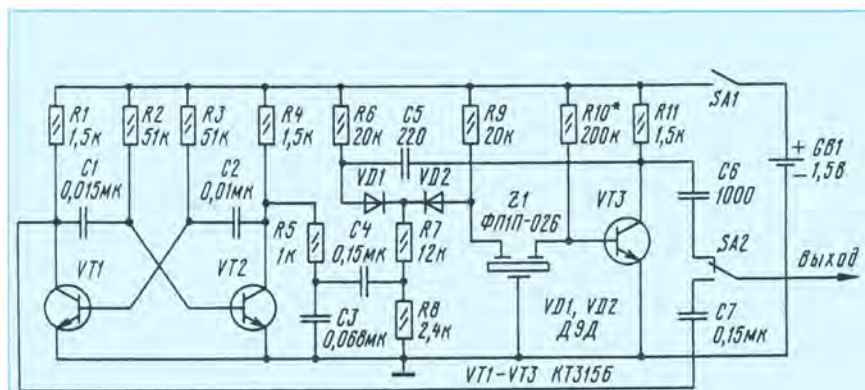 R1
1,5к
R2
51к
R3
51к
R4
1,5к
R6
20к
C5
220
R9
20к
R10*
200к
R11
1,5к
SA1
+ GB1
− 1,5В
C1
0,015мк
C2
0,01мк
VD1
VD2
Z1
ФП1П-026
VT3
C6
1000
SA2
Выход
R5
1к
C4
0,15мк
R7
12к
VT1
VT2
C3
0,068мк
R8
2,4к
VD1, VD2
Д9Д
C7
0,15мк
VT1-VT3 КТ315Б